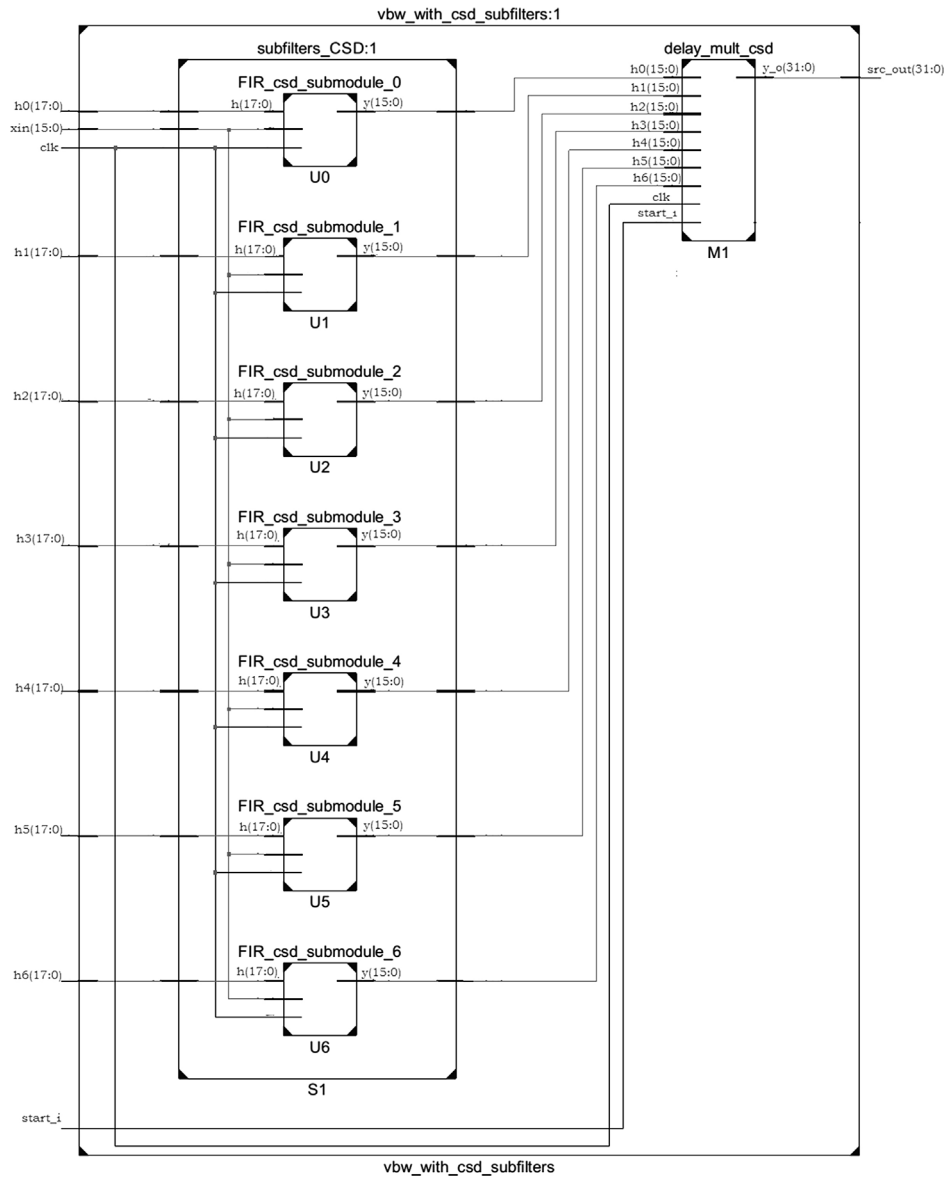 vbw_with_csd_subfilters:1
subfilters_CSD:1
delay_mult_csd
FIR_csd_submodule_0
h0(17:0)
h(17:0)
y(15:0)
xin(15:0)
clk
U0
h0(15:0)
y_o(31:0)
src_out(31:0)
h1(15:0)
h2(15:0)
h3(15:0)
h4(15:0)
h5(15:0)
h6(15:0)
clk
start_i
M1
FIR_csd_submodule_1
h1(17:0)
h(17:0)
y(15:0)
U1
FIR_csd_submodule_2
h2(17:0)
h(17:0)
y(15:0)
U2
FIR_csd_submodule_3
h3(17:0)
h(17:0)
y(15:0)
U3
FIR_csd_submodule_4
h4(17:0)
h(17:0)
y(15:0)
U4
FIR_csd_submodule_5
h5(17:0)
h(17:0)
y(15:0)
U5
FIR_csd_submodule_6
h6(17:0)
h(17:0)
y(15:0)
U6
S1
start_i
vbw_with_csd_subfilters